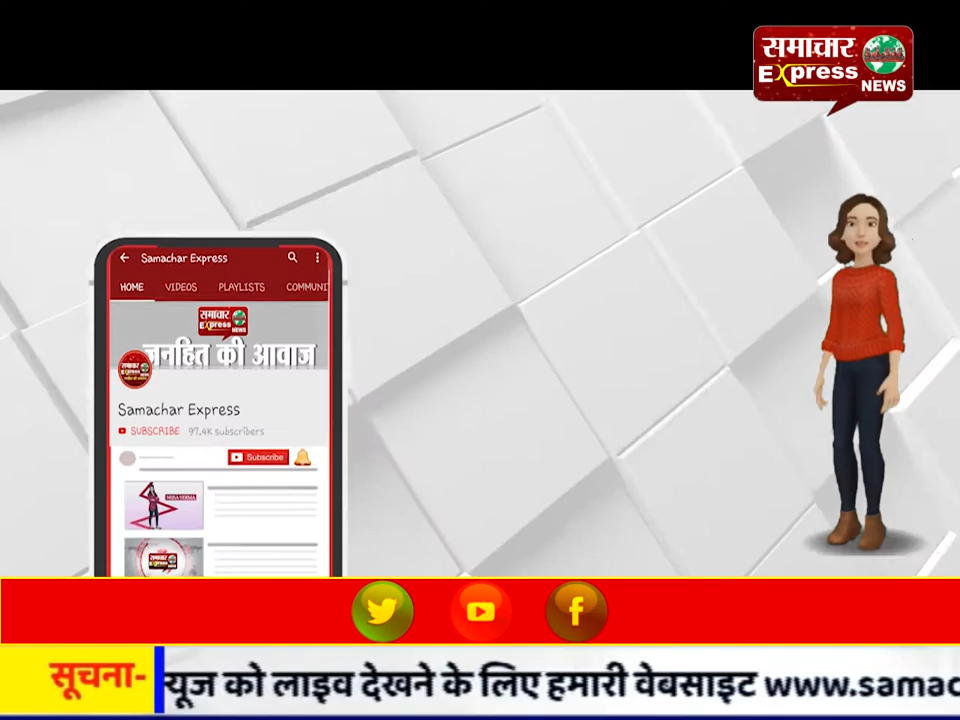 समाचार
Express
NEWS
Samachar Express
HOME VIDEOS PLAYLISTS COMMUNI
समाचार
Express
NEWS
जनहित की आवाज
Samachar Express
SUBSCRIBE 97.4K subscribers
Subscribe
सूचना- न्यूज को लाइव देखने के लिए हमारी वेबसाइट www.samac